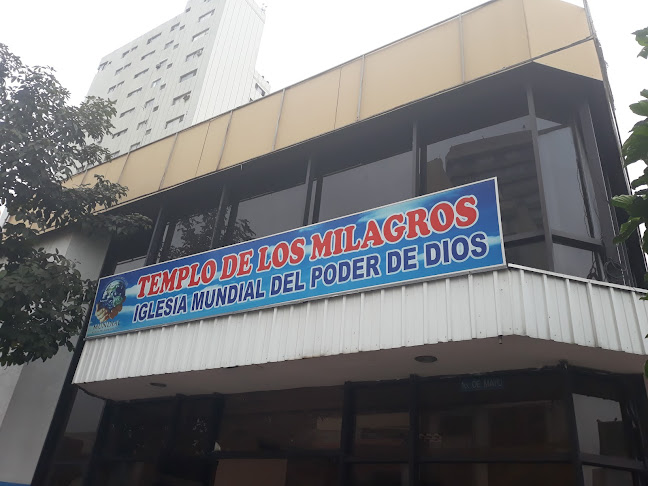 TEMPLO DE LOS MILAGROS
IGLESIA MUNDIAL DEL PODER DE DIOS